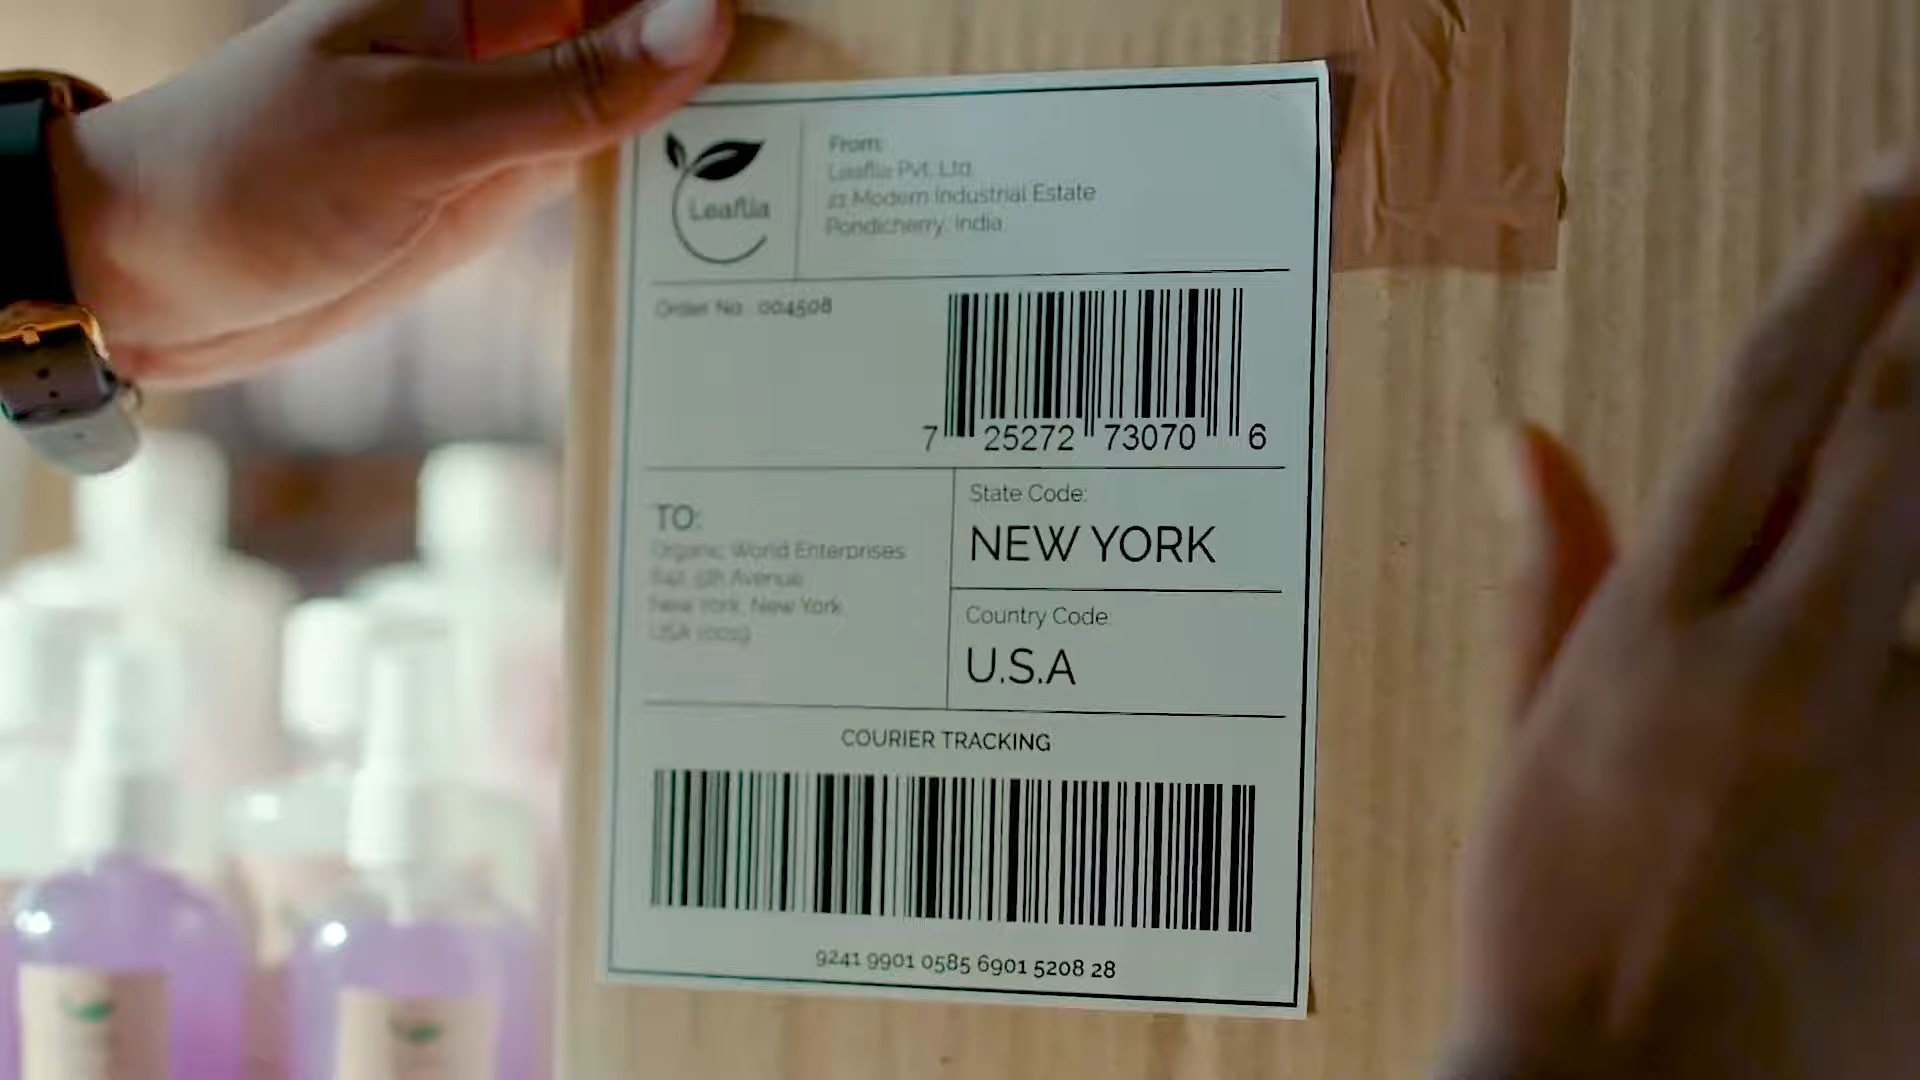 Leaflia
From:
Leaflia Pvt. Ltd.
21 Modern Industrial Estate
Pondicherry, India
Order No: 004508
7 25272 73070 6
TO:
Organic World Enterprises
5th Avenue
New York, New York
USA
State Code:
NEW YORK
Country Code:
U.S.A
COURIER TRACKING
9241 9901 0585 6901 5208 28